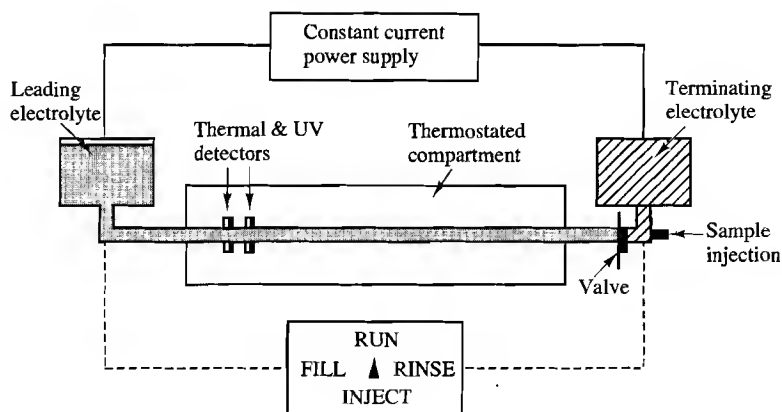 Constant current
power supply
Leading
electrolyte
Terminating
electrolyte
Thermal & UV
detectors
Thermostated
compartment
Sample
injection
Valve
RUN
FILL RINSE
INJECT